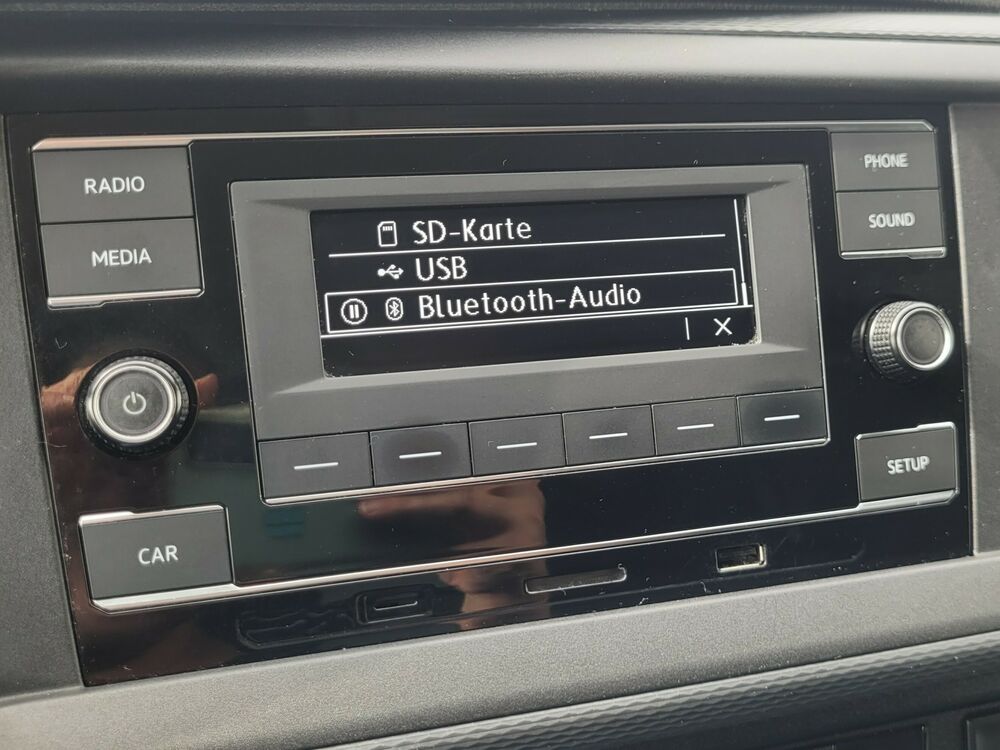 RADIO
MEDIA
PHONE
SOUND
SD-Karte
USB
Bluetooth-Audio
CAR
SETUP